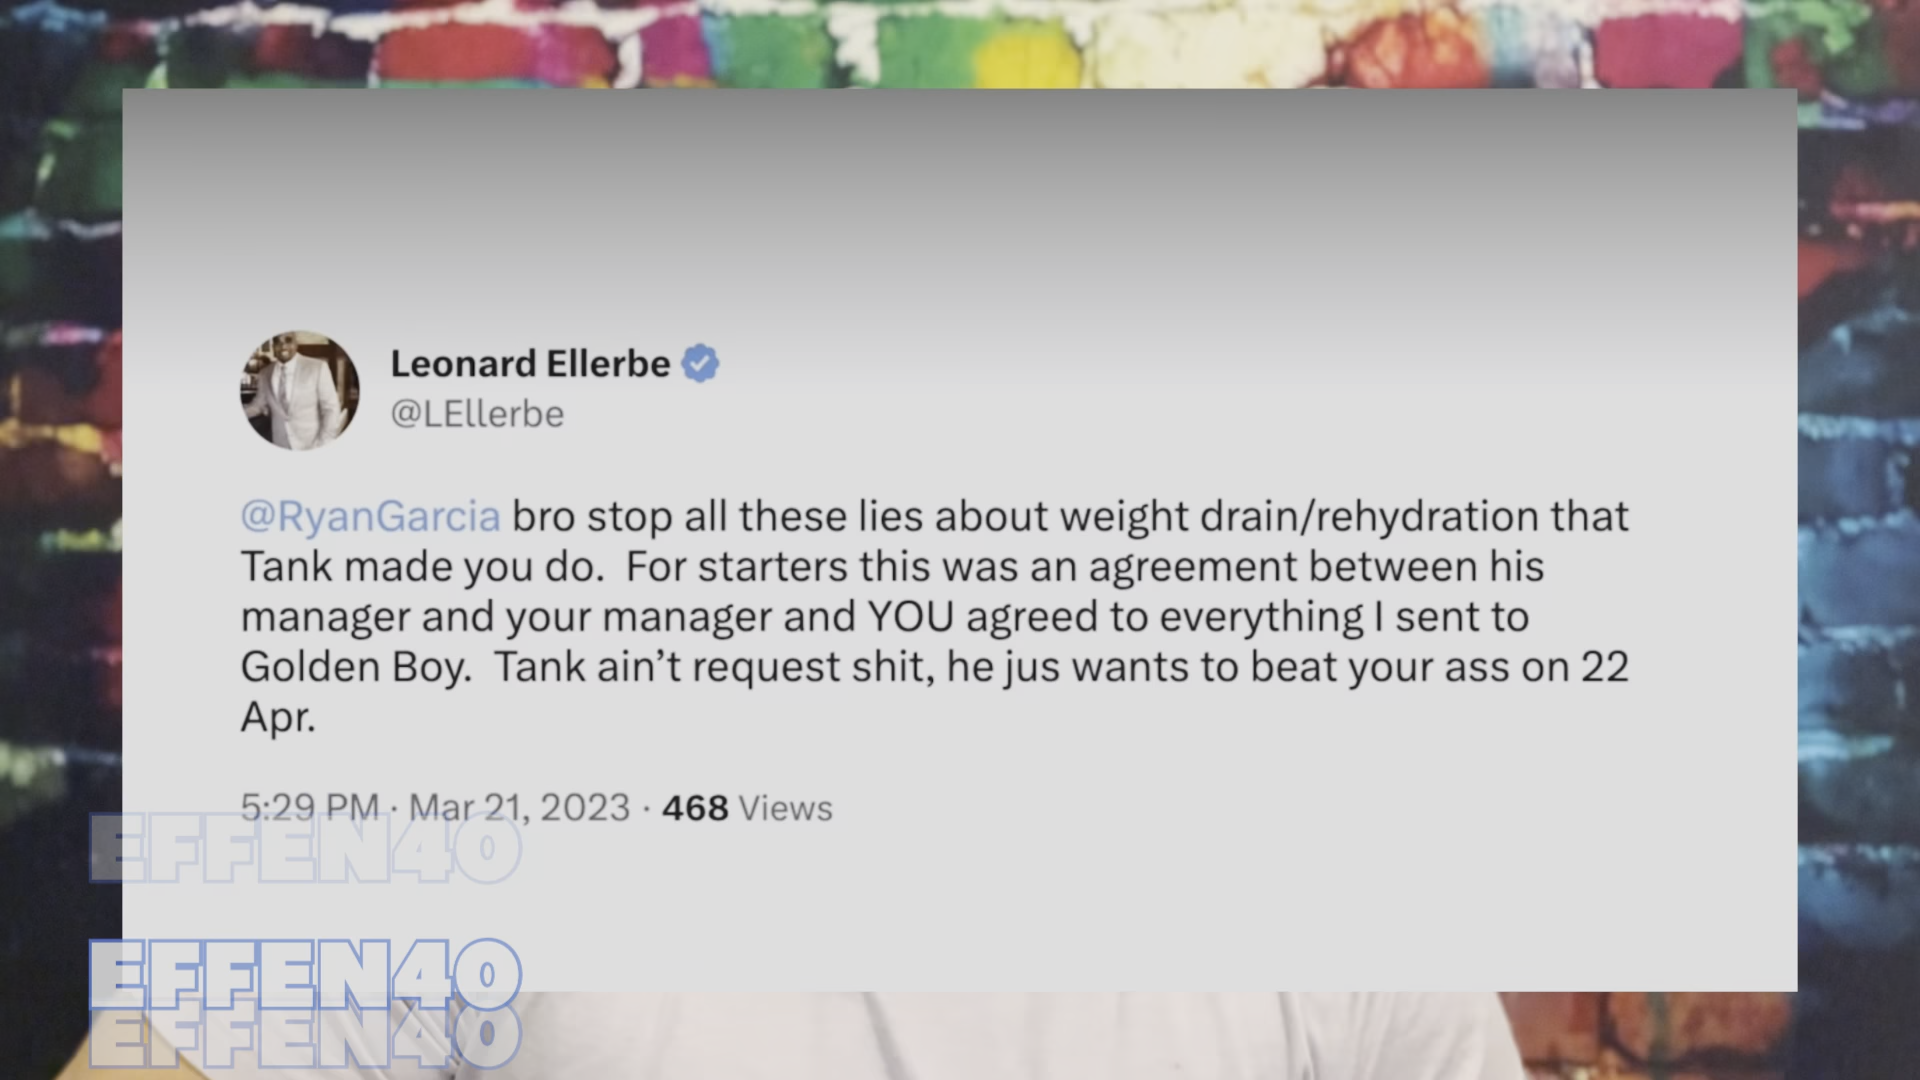 Leonard Ellerbe
@LEllerbe
@RyanGarcia bro stop all these lies about weight drain/rehydration that
Tank made you do.  For starters this was an agreement between his
manager and your manager and YOU agreed to everything I sent to
Golden Boy.  Tank ain’t request shit, he jus wants to beat your ass on 22
Apr.
5:29 PM · Mar 21, 2023 · 468 Views
EFFEN40
EFFEN40
EFFEN40